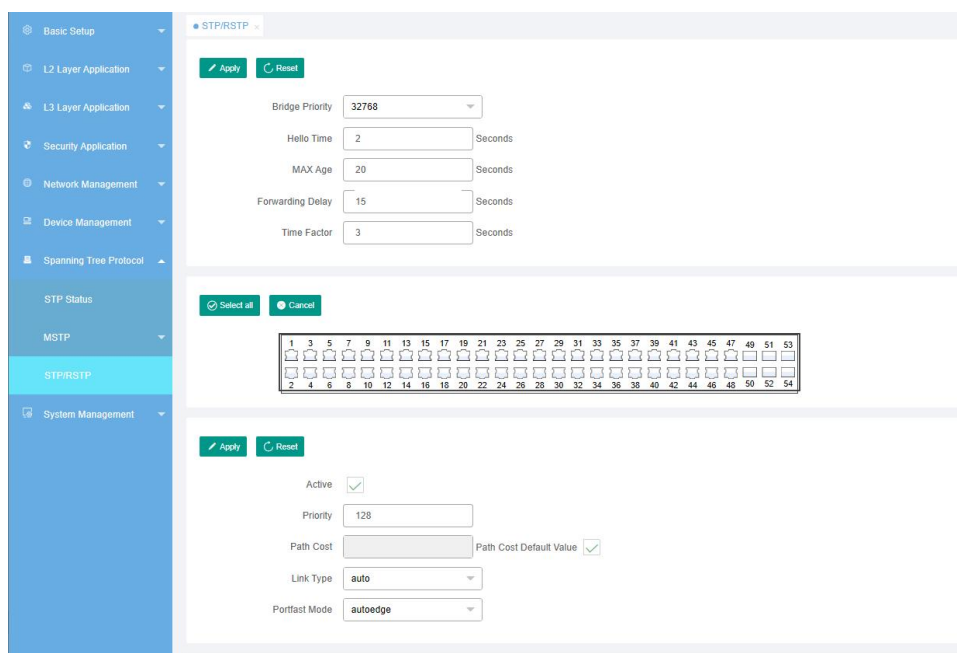 Basic Setup
L2 Layer Application
L3 Layer Application
Security Application
Network Management
Device Management
Spanning Tree Protocol
STP Status
MSTP
STP/RSTP
System Management
STP/RSTP ×
Apply Reset
Bridge Priority 32768
Hello Time 2 Seconds
MAX Age 20 Seconds
Forwarding Delay 15 Seconds
Time Factor 3 Seconds
Select all Cancel
1 3 5 7 9 11 13 15 17 19 21 23 25 27 29 31 33 35 37 39 41 43 45 47 49 51 53
2 4 6 8 10 12 14 16 18 20 22 24 26 28 30 32 34 36 38 40 42 44 46 48 50 52 54
Apply Reset
Active
Priority 128
Path Cost Path Cost Default Value
Link Type auto
Portfast Mode autoedge